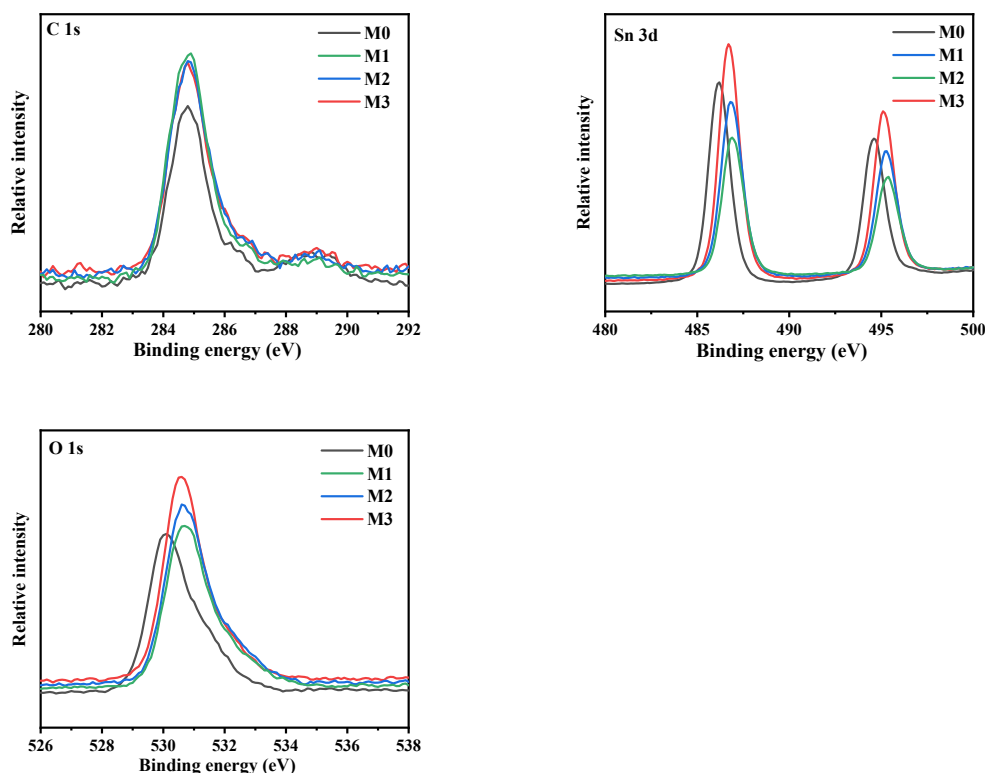 C 1s
M0
M1
M2
M3
Relative intensity
280 282 284 286 288 290 292
Binding energy (eV)
Sn 3d
M0
M1
M2
M3
Relative intensity
480 485 490 495 500
Binding energy (eV)
O 1s
M0
M1
M2
M3
Relative intensity
526 528 530 532 534 536 538
Binding energy (eV)